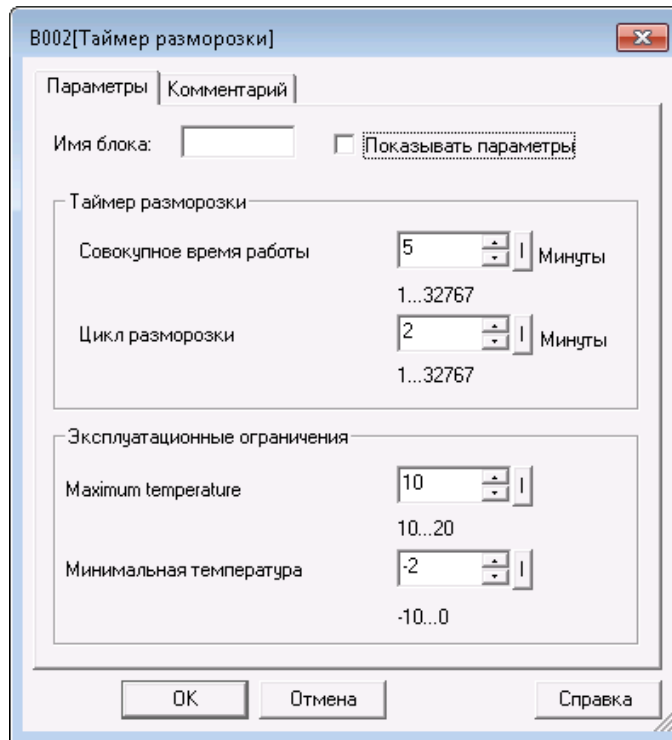 B002[Таймер разморозки]
Параметры Комментарий
Имя блока: Показывать параметры
Таймер разморозки
Совокупное время работы 5 Минуты
1...32767
Цикл разморозки 2 Минуты
1...32767
Эксплуатационные ограничения
Maximum temperature 10
10...20
Минимальная температура -2
-10...0
OK Отмена Справка